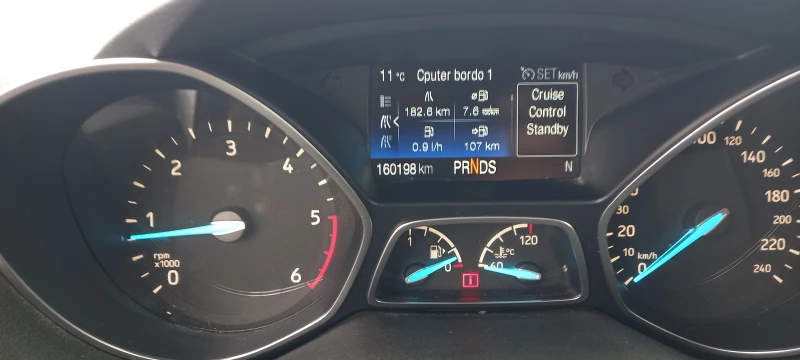 11 °C Cputer bordo 1 SET km/h
182.6 km 7.6
0.9 l/h 107 km
Cruise
Control
Standby
160198 km PRNDS N
0 1 2 3 4 5 6
rpm
x1000
1 0
60 120
°C
0 10 20 30 100 120 140 160 180 200 220 240
km/h